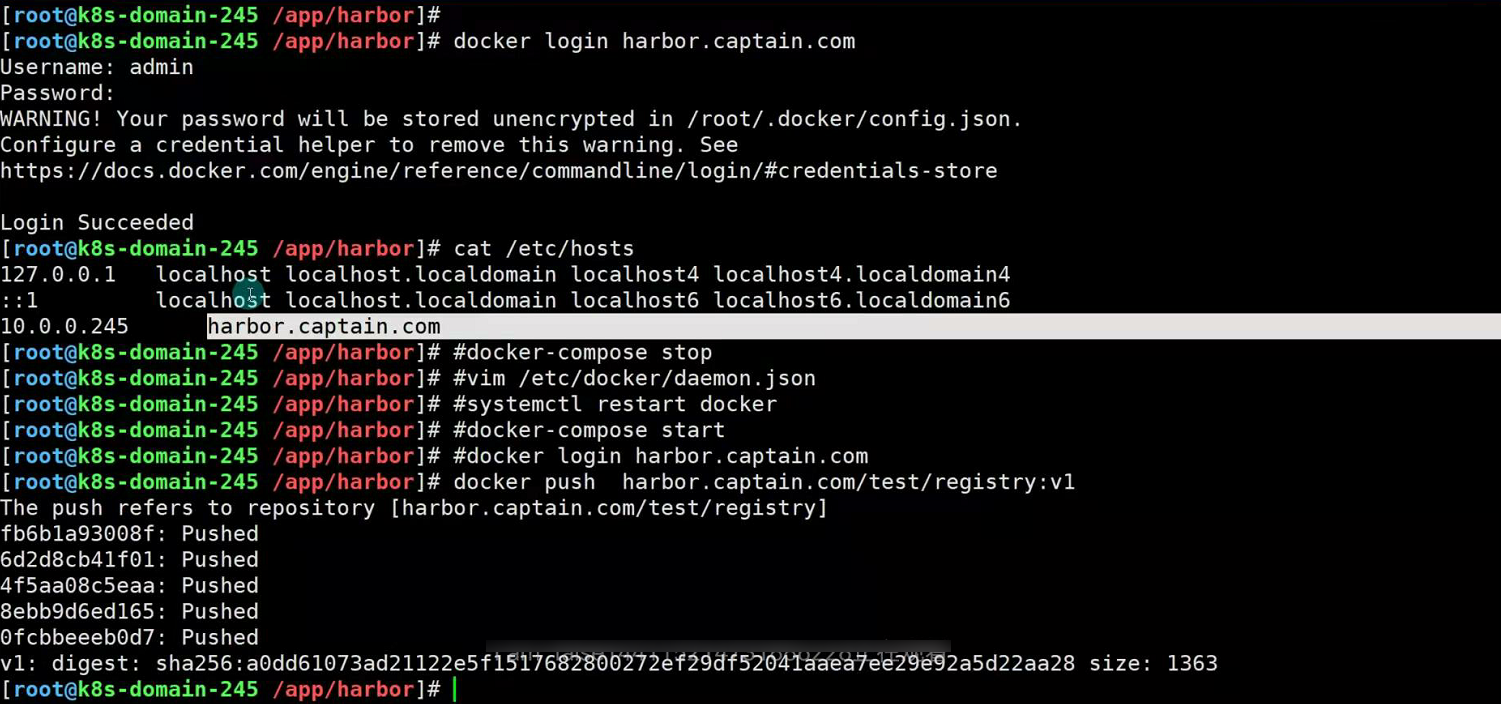 [root@k8s-domain-245 /app/harbor]#
[root@k8s-domain-245 /app/harbor]# docker login harbor.captain.com
Username: admin
Password:
WARNING! Your password will be stored unencrypted in /root/.docker/config.json.
Configure a credential helper to remove this warning. See
https://docs.docker.com/engine/reference/commandline/login/#credentials-store
Login Succeeded
[root@k8s-domain-245 /app/harbor]# cat /etc/hosts
127.0.0.1   localhost localhost.localdomain localhost4 localhost4.localdomain4
::1         localhost localhost.localdomain localhost6 localhost6.localdomain6
10.0.0.245      harbor.captain.com
[root@k8s-domain-245 /app/harbor]# #docker-compose stop
[root@k8s-domain-245 /app/harbor]# #vim /etc/docker/daemon.json
[root@k8s-domain-245 /app/harbor]# #systemctl restart docker
[root@k8s-domain-245 /app/harbor]# #docker-compose start
[root@k8s-domain-245 /app/harbor]# #docker login harbor.captain.com
[root@k8s-domain-245 /app/harbor]# docker push  harbor.captain.com/test/registry:v1
The push refers to repository [harbor.captain.com/test/registry]
fb6b1a93008f: Pushed
6d2d8cb41f01: Pushed
4f5aa08c5eaa: Pushed
8ebb9d6ed165: Pushed
0fcbbeeeb0d7: Pushed
v1: digest: sha256:a0dd61073ad21122e5f1517682800272ef29df52041aaea7ee29e92a5d22aa28 size: 1363
[root@k8s-domain-245 /app/harbor]#